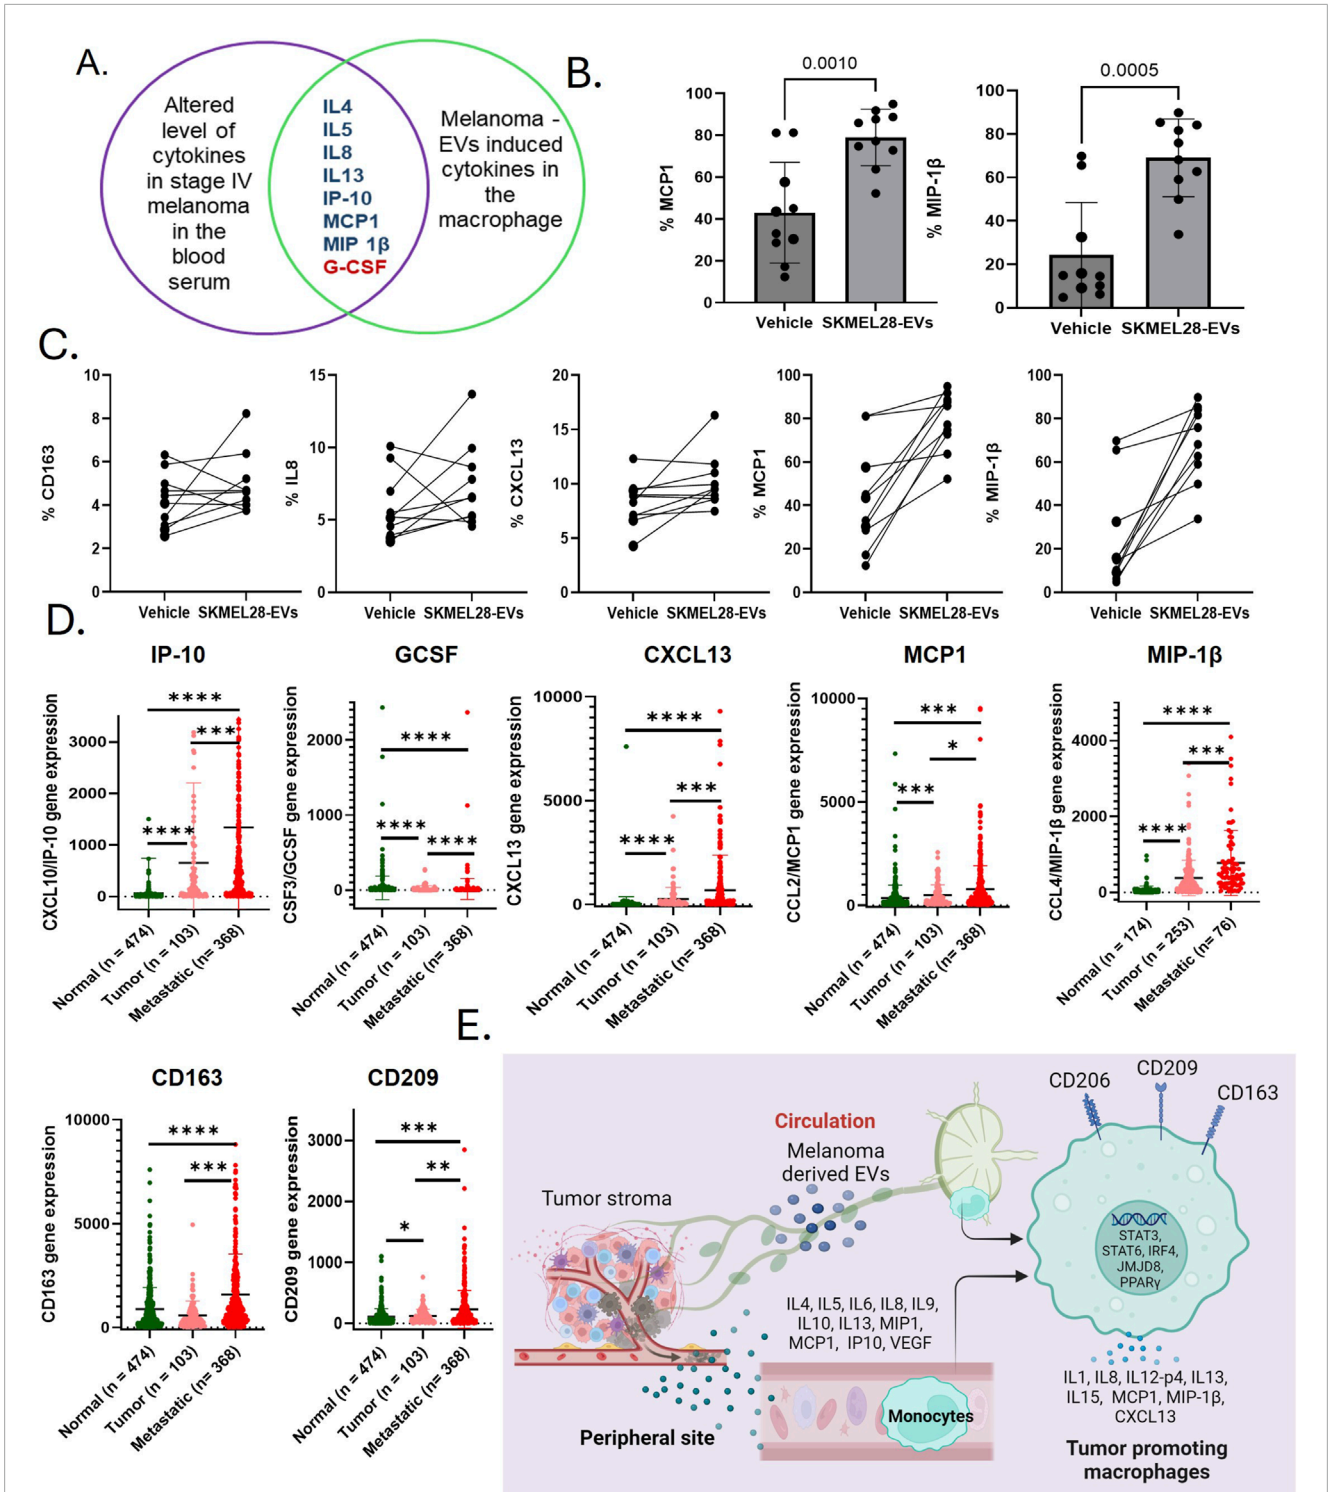 A.
Altered
level of
cytokines
in stage IV
melanoma
in the
blood
serum
IL4
IL5
IL8
IL13
IP-10
MCP1
MIP 1β
G-CSF
Melanoma -
EVs induced
cytokines in
the
macrophage
B.
0.0010
% MCP1
100
80
60
40
20
0
Vehicle SKMEL28-EVs
0.0005
% MIP-1β
100
80
60
40
20
0
Vehicle SKMEL28-EVs
C.
% CD163
10
8
6
4
2
0
Vehicle SKMEL28-EVs
% IL8
15
10
5
0
Vehicle SKMEL28-EVs
% CXCL13
20
15
10
5
0
Vehicle SKMEL28-EVs
% MCP1
100
80
60
40
20
0
Vehicle SKMEL28-EVs
% MIP-1β
100
80
60
40
20
0
Vehicle SKMEL28-EVs
D.
IP-10
CXCL10/IP-10 gene expression
3000
2000
1000
0
****
***
****
Normal (n = 474)
Tumor (n = 103)
Metastatic (n= 368)
GCSF
CSF3/GCSF gene expression
2000
1000
0
****
****
****
Normal (n = 474)
Tumor (n = 103)
Metastatic (n= 368)
CXCL13
CXCL13 gene expression
10000
5000
0
****
***
****
Normal (n = 474)
Tumor (n = 103)
Metastatic (n= 368)
MCP1
CCL2/MCP1 gene expression
10000
5000
0
***
*
***
Normal (n = 474)
Tumor (n = 103)
Metastatic (n= 368)
MIP-1β
CCL4/MIP-1β gene expression
4000
2000
0
****
***
****
Normal (n = 174)
Tumor (n = 253)
Metastatic (n= 76)
CD163
CD163 gene expression
10000
5000
0
****
***
Normal (n = 474)
Tumor (n = 103)
Metastatic (n= 368)
CD209
CD209 gene expression
3000
2000
1000
0
***
**
*
Normal (n = 474)
Tumor (n = 103)
Metastatic (n= 368)
E.
Circulation
Melanoma
derived EVs
Tumor stroma
CD206
CD209
CD163
STAT3,
STAT6, IRF4,
JMJD8,
PPARγ
IL4, IL5, IL6, IL8, IL9,
IL10, IL13, MIP1,
MCP1, IP10, VEGF
Monocytes
Peripheral site
IL1, IL8, IL12-p4, IL13,
IL15, MCP1, MIP-1β,
CXCL13
Tumor promoting
macrophages